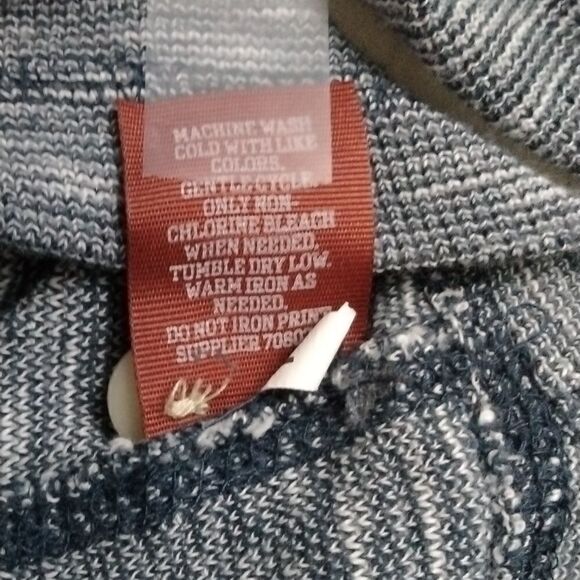 MACHINE WASH
COLD WITH LIKE
COLORS.
GENTLE CYCLE.
ONLY NON-
CHLORINE BLEACH
WHEN NEEDED.
TUMBLE DRY LOW.
WARM IRON AS
NEEDED.
DO NOT IRON PRINT
SUPPLIER